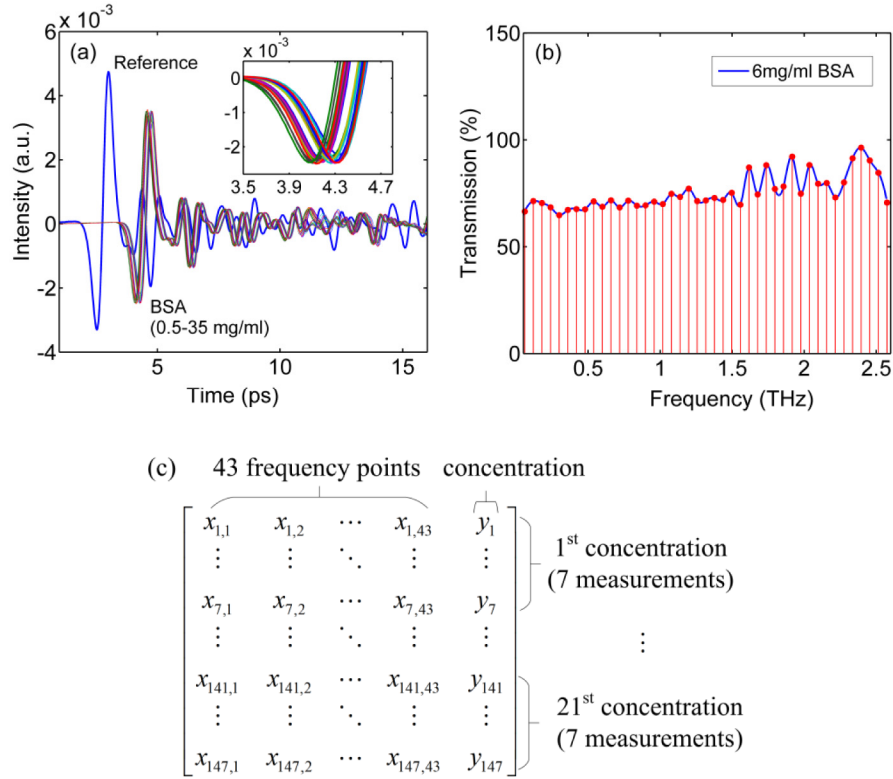 × 10⁻³
(a)
Reference
× 10⁻³
0
-1
-2
3.5 3.9 4.3 4.7
6
4
2
0
-2
-4
Intensity (a.u.)
BSA
(0.5-35 mg/ml)
5 10 15
Time (ps)
(b)
6mg/ml BSA
150
100
50
0
Transmission (%)
0.5 1 1.5 2 2.5
Frequency (THz)
(c) 43 frequency points concentration
x₁,₁ x₁,₂ ⋯ x₁,₄₃ y₁
⋮ ⋮ ⋱ ⋮ ⋮
x₇,₁ x₇,₂ ⋯ x₇,₄₃ y₇
⋮ ⋮ ⋱ ⋮ ⋮
x₁₄₁,₁ x₁₄₁,₂ ⋯ x₁₄₁,₄₃ y₁₄₁
⋮ ⋮ ⋱ ⋮ ⋮
x₁₄₇,₁ x₁₄₇,₂ ⋯ x₁₄₇,₄₃ y₁₄₇
1ˢᵗ concentration
(7 measurements)
⋮
21ˢᵗ concentration
(7 measurements)